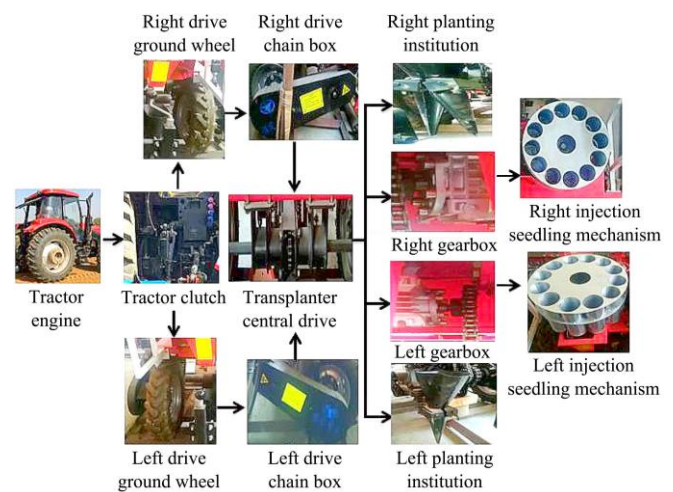 Right drive
ground wheel
Right drive
chain box
Right planting
institution
Right gearbox
Right injection
seedling mechanism
Tractor
engine
Tractor clutch
Transplanter
central drive
Left gearbox
Left injection
seedling mechanism
Left drive
ground wheel
Left drive
chain box
Left planting
institution